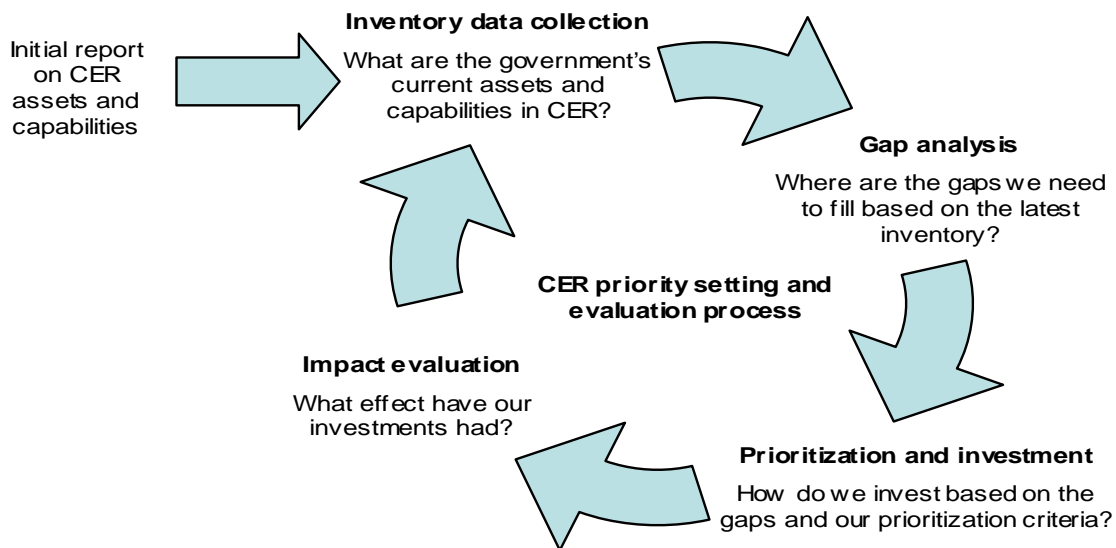 Initial report
on CER
assets and
capabilities
Inventory data collection
What are the government's
current assets and
capabilities in CER?
Gap analysis
Where are the gaps we need
to fill based on the latest
inventory?
CER priority setting and
evaluation process
Impact evaluation
What effect have our
investments had?
Prioritization and investment
How do we invest based on the
gaps and our prioritization criteria?